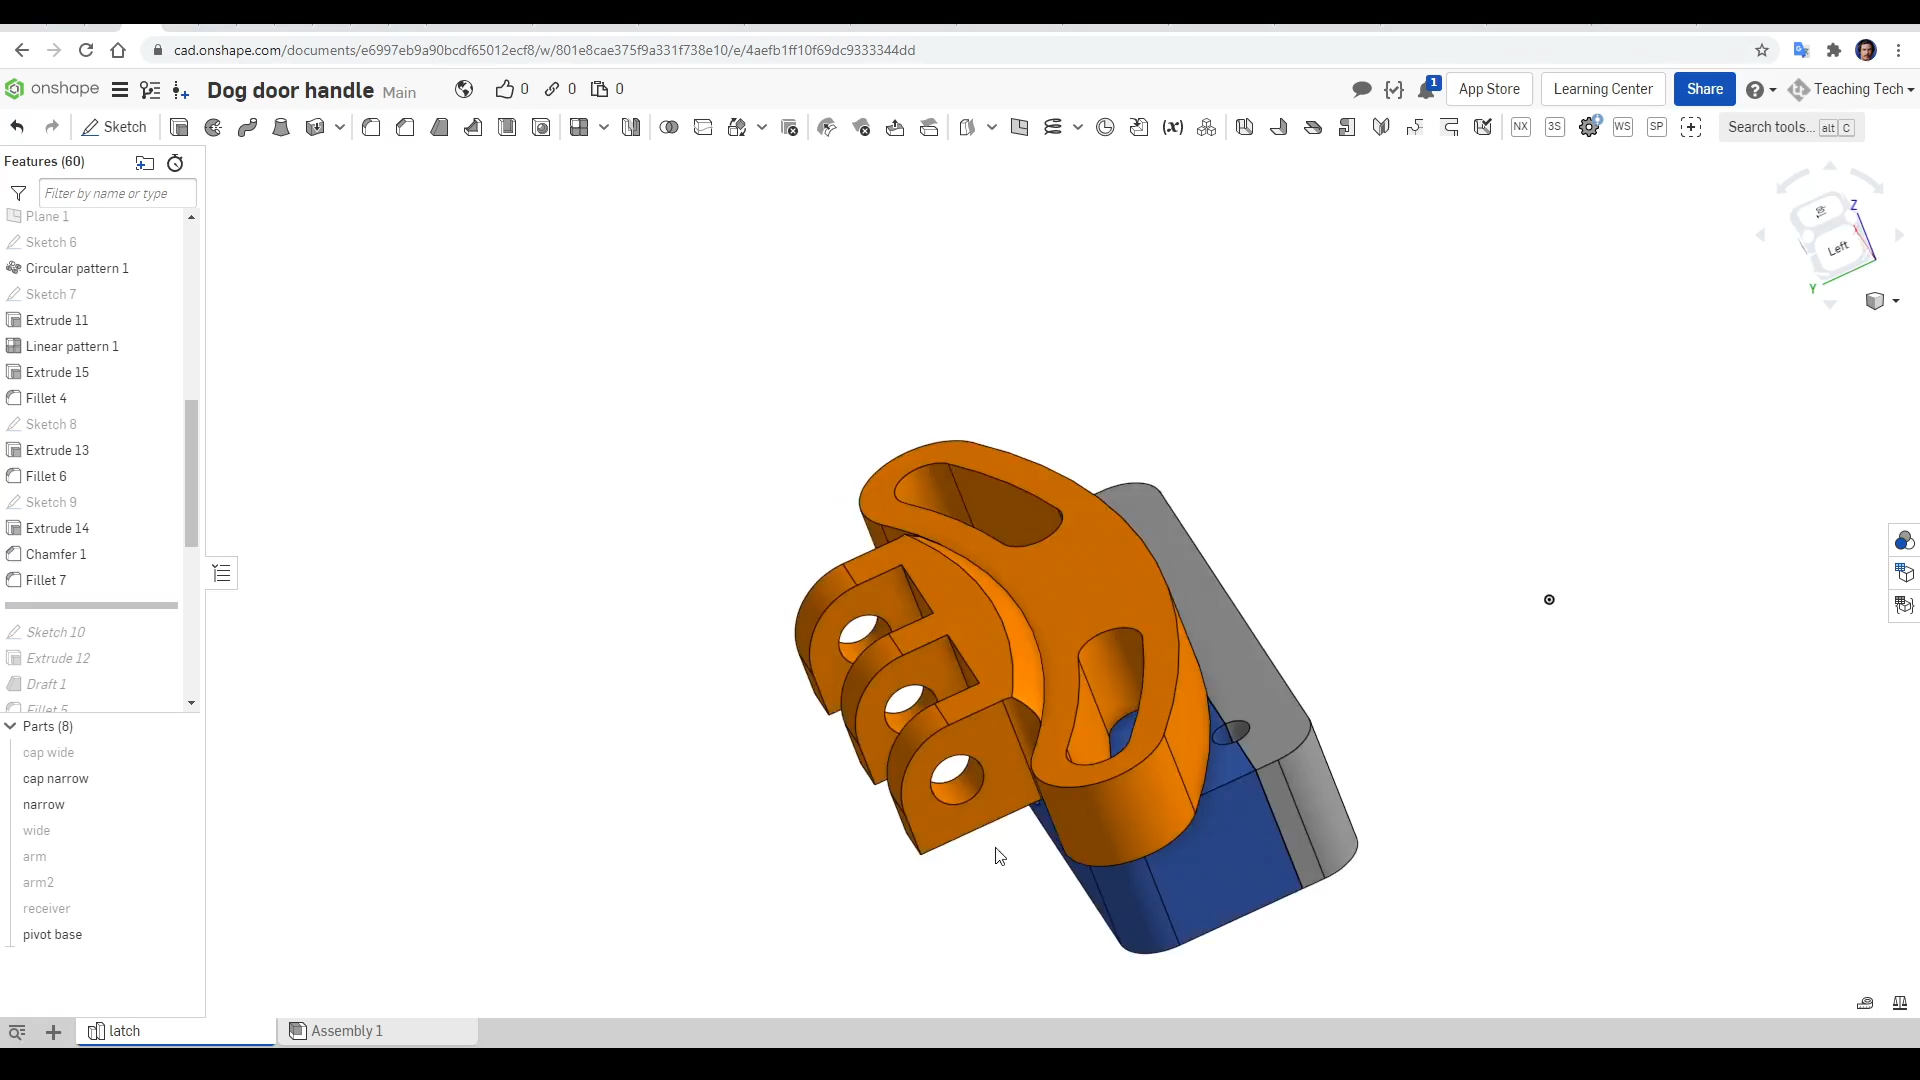 cad.onshape.com/documents/e6997eb9a90bcdf65012ecf8/w/801e8cae375f9a331f738e10/e/4aefb1ff10f69dc9333344dd
onshape Dog door handle Main 0 0 0 1 App Store Learning Center Share Teaching Tech
Sketch (x) NX 3S WS SP Search tools... alt C
Features (60)
Filter by name or type
Plane 1
Sketch 6
Circular pattern 1
Sketch 7
Extrude 11
Linear pattern 1
Extrude 15
Fillet 4
Sketch 8
Extrude 13
Fillet 6
Sketch 9
Extrude 14
Chamfer 1
Fillet 7
Sketch 10
Extrude 12
Draft 1
Fillet 5
Parts (8)
cap wide
cap narrow
narrow
wide
arm
arm2
receiver
pivot base
Z
X
Left
Y
latch
Assembly 1